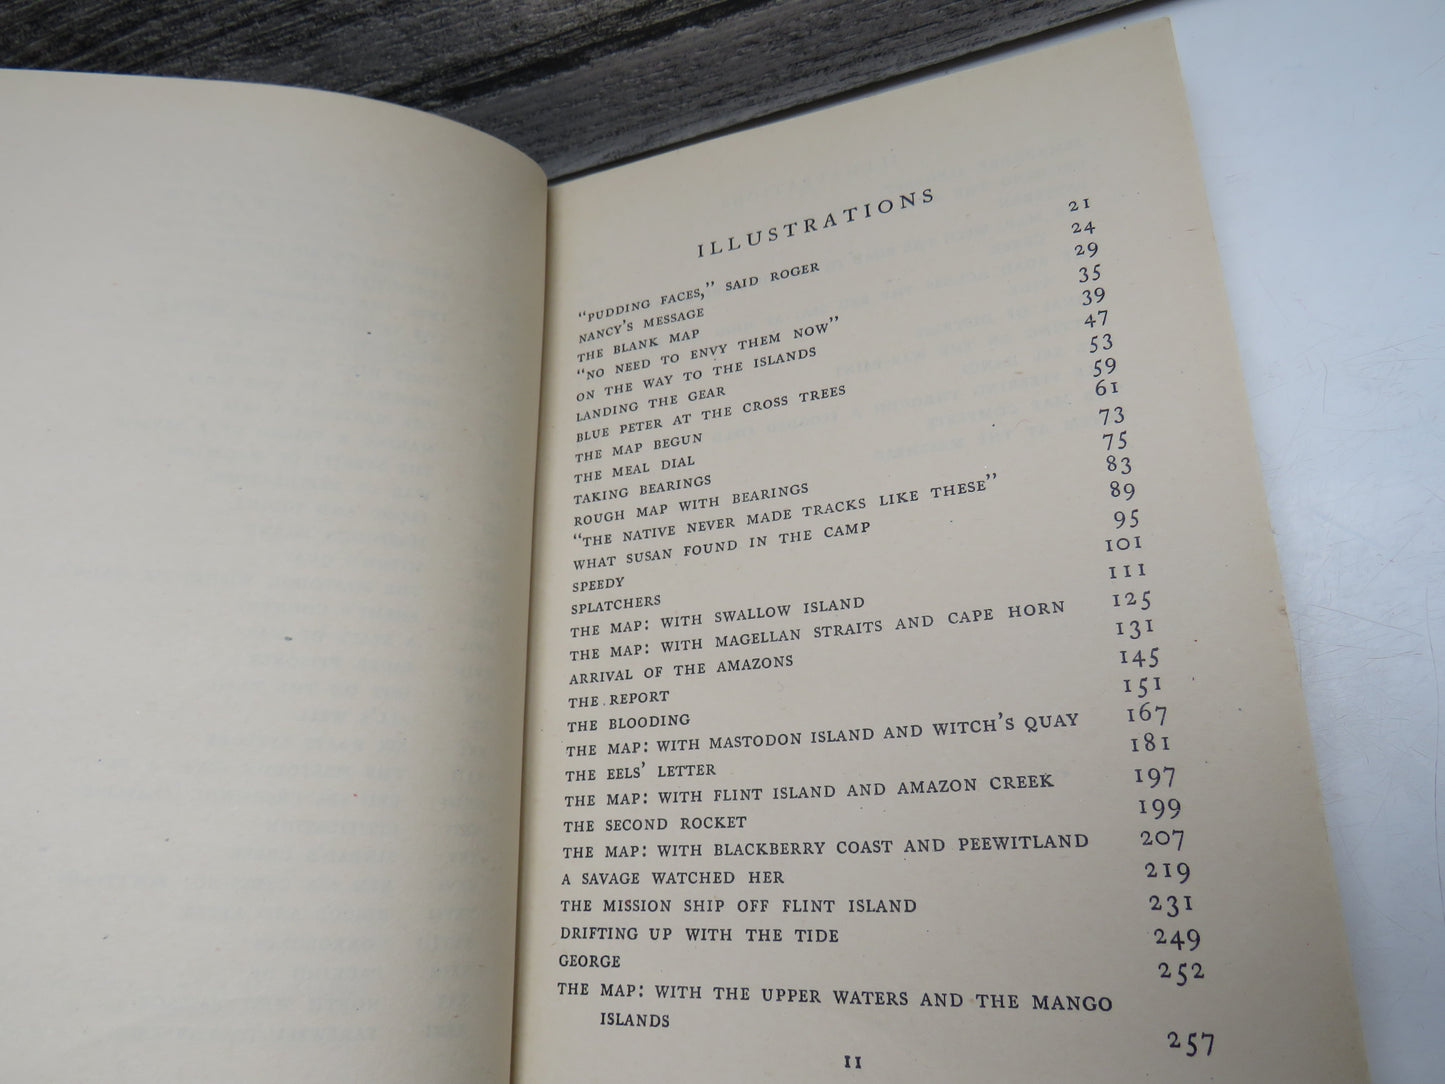 ILLUSTRATIONS
"PUDDING FACES," SAID ROGER 21
NANCY'S MESSAGE 24
THE BLANK MAP 29
"NO NEED TO ENVY THEM NOW" 35
ON THE WAY TO THE ISLANDS 39
LANDING THE GEAR 47
BLUE PETER AT THE CROSS TREES 53
THE MAP BEGUN 59
THE MEAL DIAL 61
TAKING BEARINGS 73
ROUGH MAP WITH BEARINGS 75
"THE NATIVE NEVER MADE TRACKS LIKE THESE" 83
WHAT SUSAN FOUND IN THE CAMP 89
SPEEDY 95
SPLATCHERS 101
THE MAP: WITH SWALLOW ISLAND 111
THE MAP: WITH MAGELLAN STRAITS AND CAPE HORN 125
ARRIVAL OF THE AMAZONS 131
THE REPORT 145
THE BLOODING 151
THE MAP: WITH MASTODON ISLAND AND WITCH'S QUAY 167
THE EELS' LETTER 181
THE MAP: WITH FLINT ISLAND AND AMAZON CREEK 197
THE SECOND ROCKET 199
THE MAP: WITH BLACKBERRY COAST AND PEEWITLAND 207
A SAVAGE WATCHED HER 219
THE MISSION SHIP OFF FLINT ISLAND 231
DRIFTING UP WITH THE TIDE 249
GEORGE 252
THE MAP: WITH THE UPPER WATERS AND THE MANGO
ISLANDS 257
11